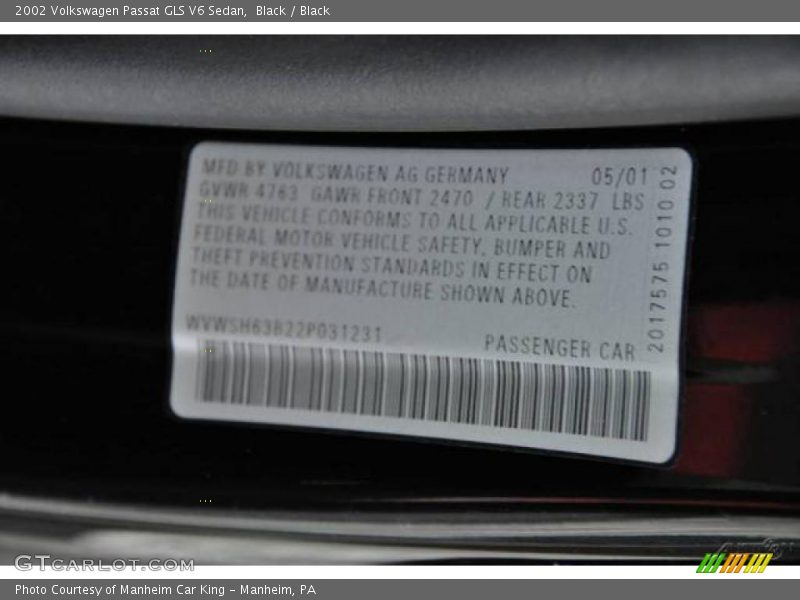 2002 Volkswagen Passat GLS V6 Sedan,  Black / Black
MFD BY VOLKSWAGEN AG GERMANY 05/01
GVWR 4763 GAWR FRONT 2470 / REAR 2337 LBS
THIS VEHICLE CONFORMS TO ALL APPLICABLE U.S.
FEDERAL MOTOR VEHICLE SAFETY, BUMPER AND
THEFT PREVENTION STANDARDS IN EFFECT ON
THE DATE OF MANUFACTURE SHOWN ABOVE.
WVWSH63B22P031231
PASSENGER CAR
2017575 1010 02
GTCARLOT.COM
Photo Courtesy of Manheim Car King - Manheim, PA